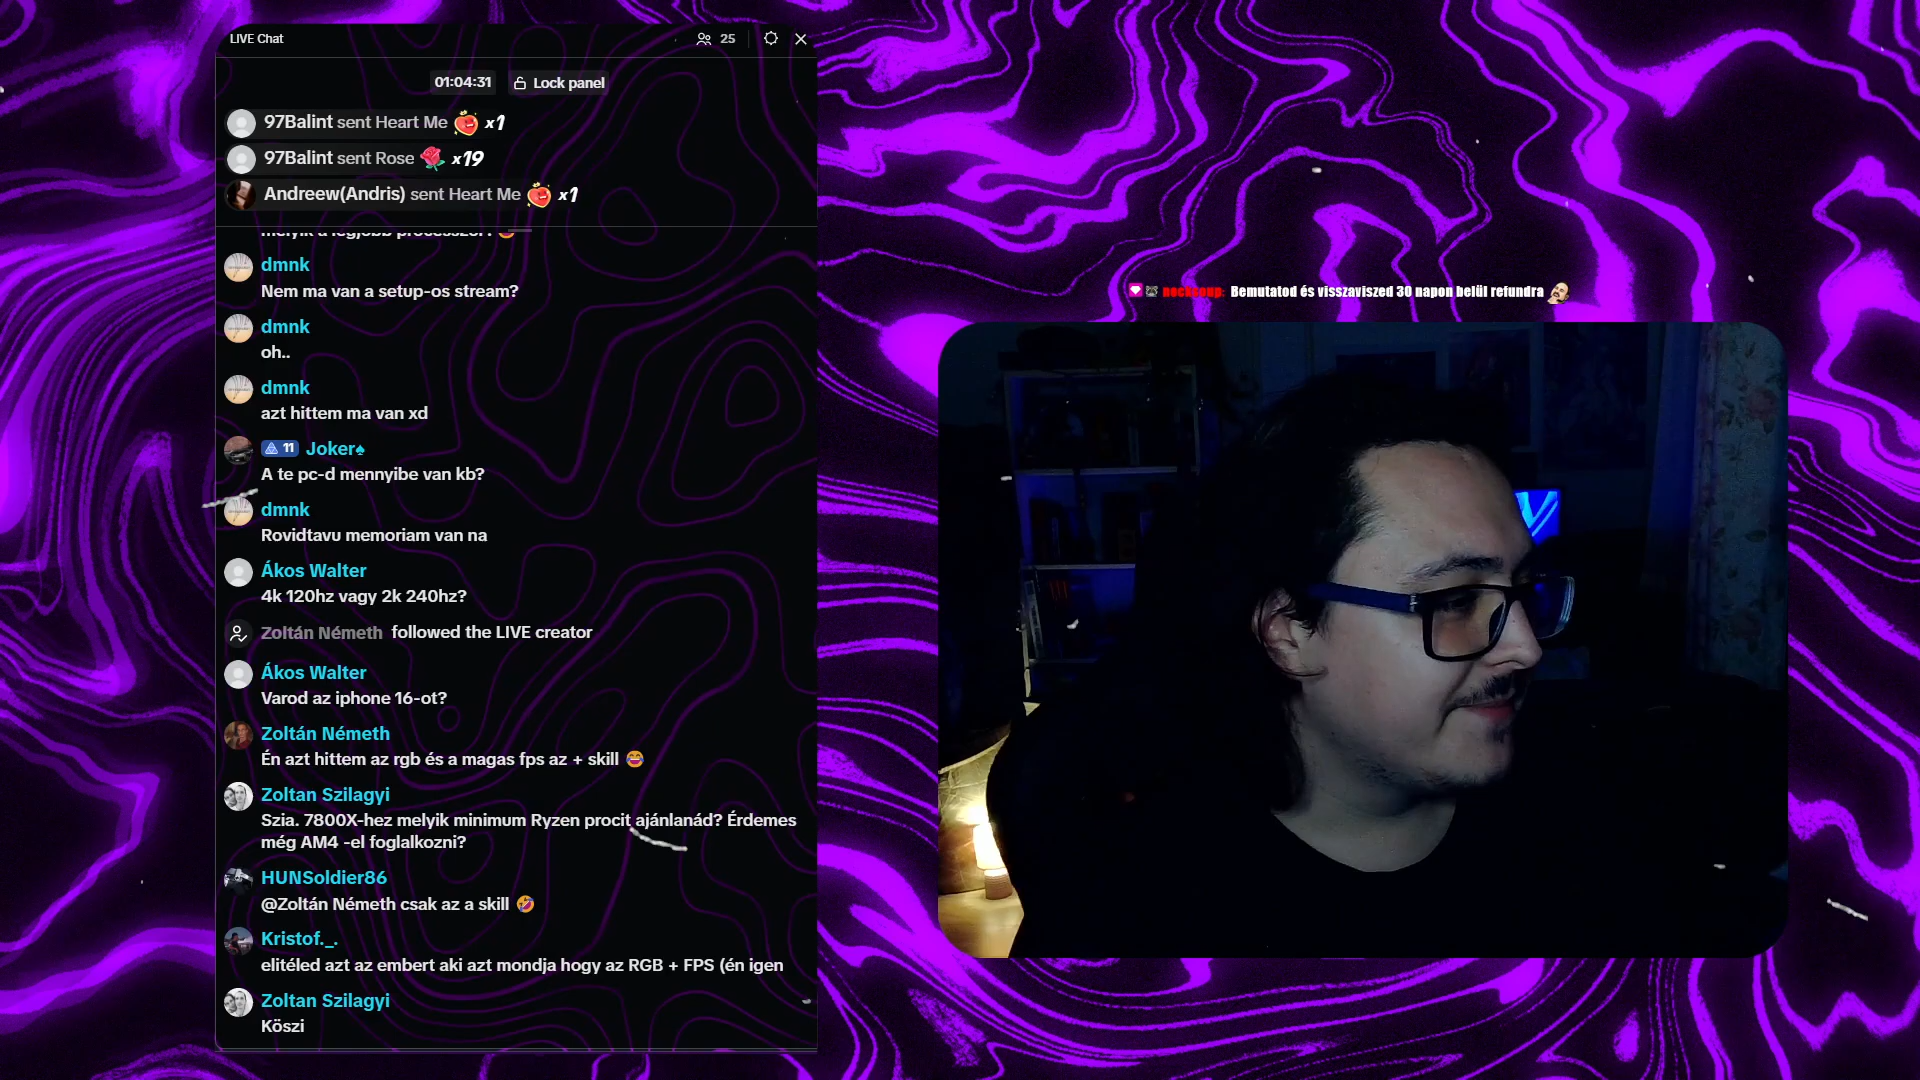 LIVE Chat
25
01:04:31
Lock panel
97Balint sent Heart Me x1
97Balint sent Rose x19
Andreew(Andris) sent Heart Me x1
melyik a legjobb processzor?
dmnk
Nem ma van a setup-os stream?
dmnk
oh..
dmnk
azt hittem ma van xd
11 Joker♠
A te pc-d mennyibe van kb?
dmnk
Rovidtavu memoriam van na
Ákos Walter
4k 120hz vagy 2k 240hz?
Zoltán Németh followed the LIVE creator
Ákos Walter
Varod az iphone 16-ot?
Zoltán Németh
Én azt hittem az rgb és a magas fps az + skill 😂
Zoltan Szilagyi
Szia. 7800X-hez melyik minimum Ryzen procit ajánlanád? Érdemes
még AM4 -el foglalkozni?
HUNSoldier86
@Zoltán Németh csak az a skill 🤣
Kristof._.
elitéled azt az embert aki azt mondja hogy az RGB + FPS (én igen
Zoltan Szilagyi
Köszi
Bemutatod és visszaviszed 30 napon belül refundra